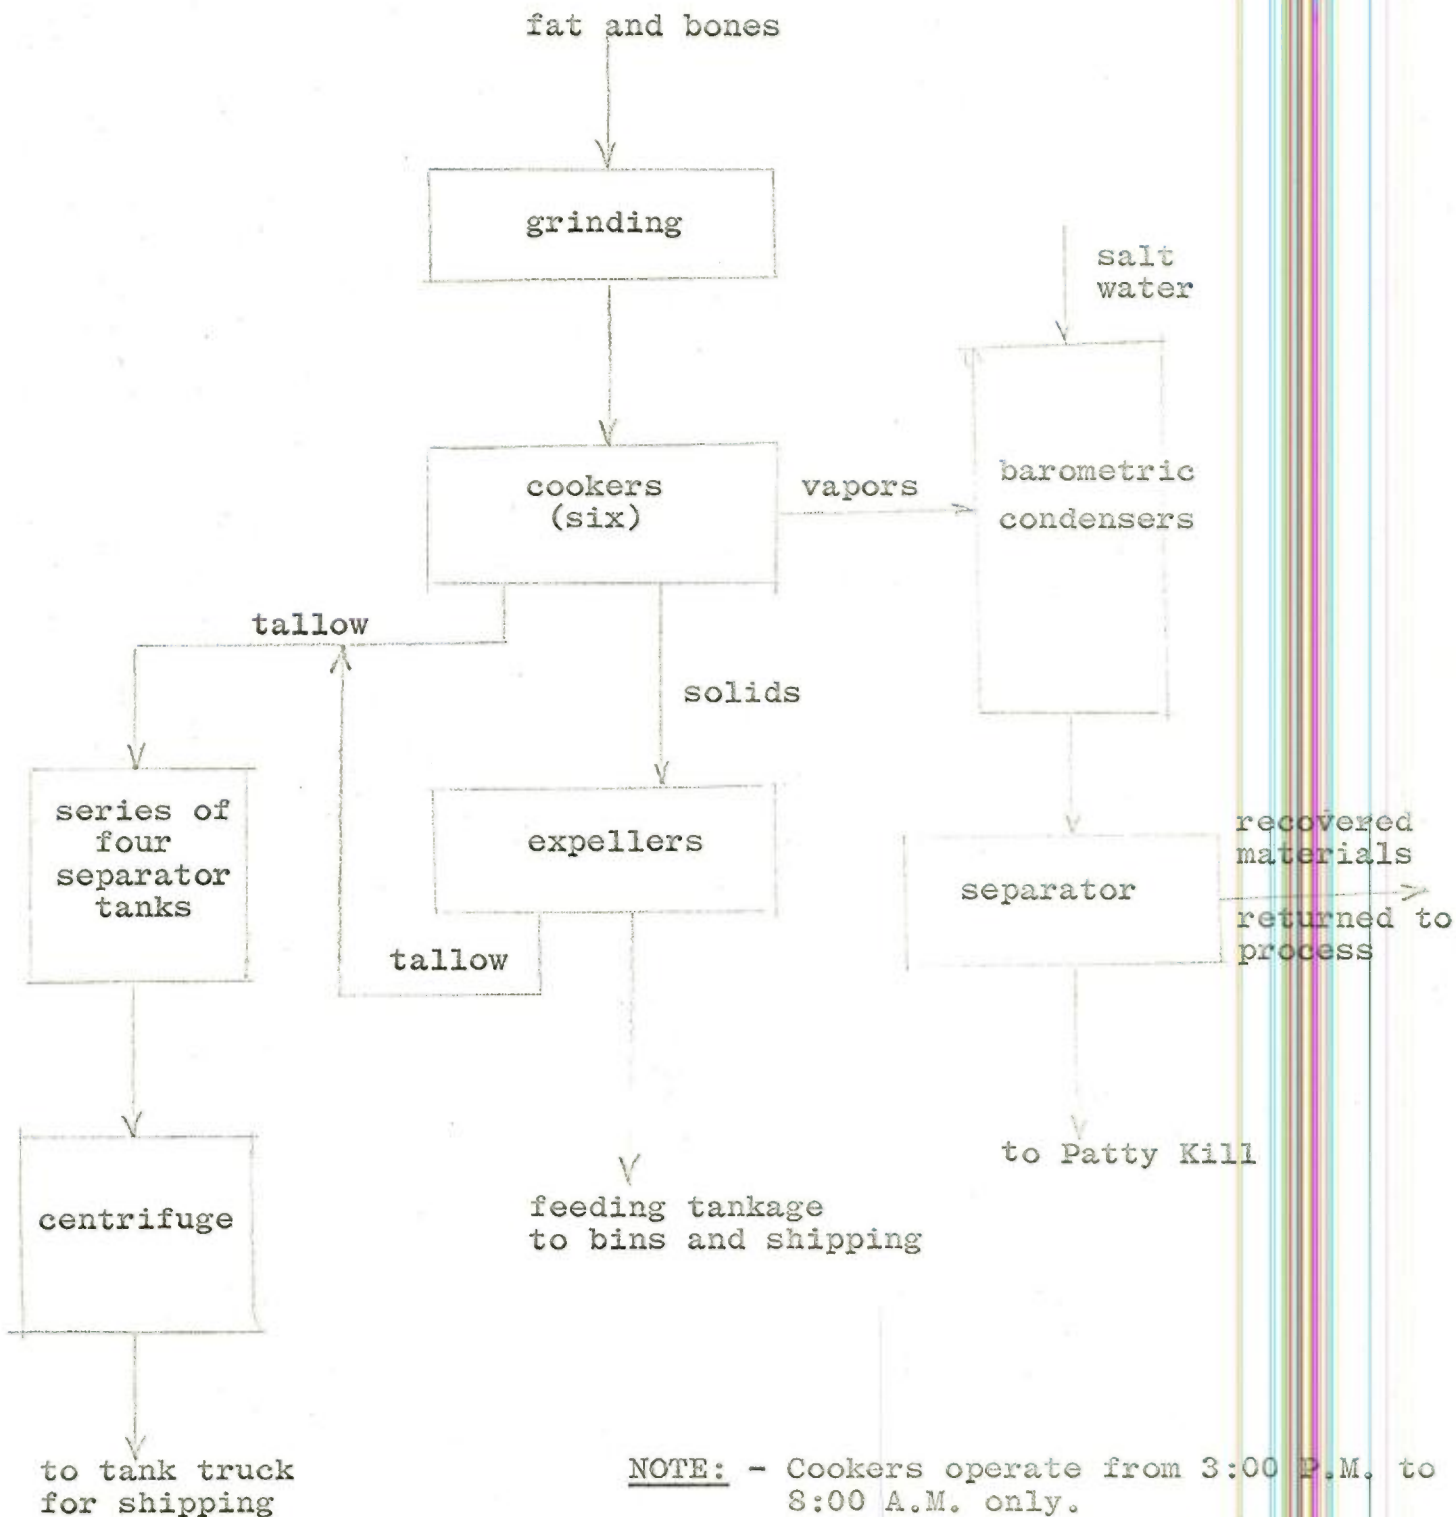 fat and bones
grinding
salt
water
cookers
(six)
vapors
barometric
condensers
tallow
solids
series of
four
separator
tanks
expellers
recovered
materials
separator
returned to
process
tallow
to Patty Kill
centrifuge
feeding tankage
to bins and shipping
to tank truck
for shipping
NOTE: - Cookers operate from 3:00 P.M. to
8:00 A.M. only.